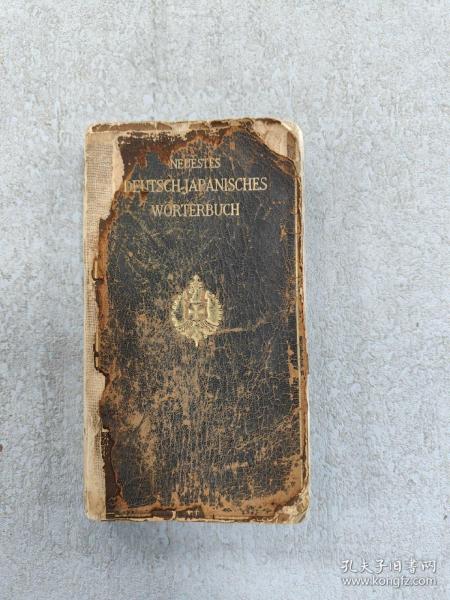 NEUESTES
DEUTSCH-JAPANISCHES
WÖRTERBUCH
孔夫子旧书网
www.kongfz.com